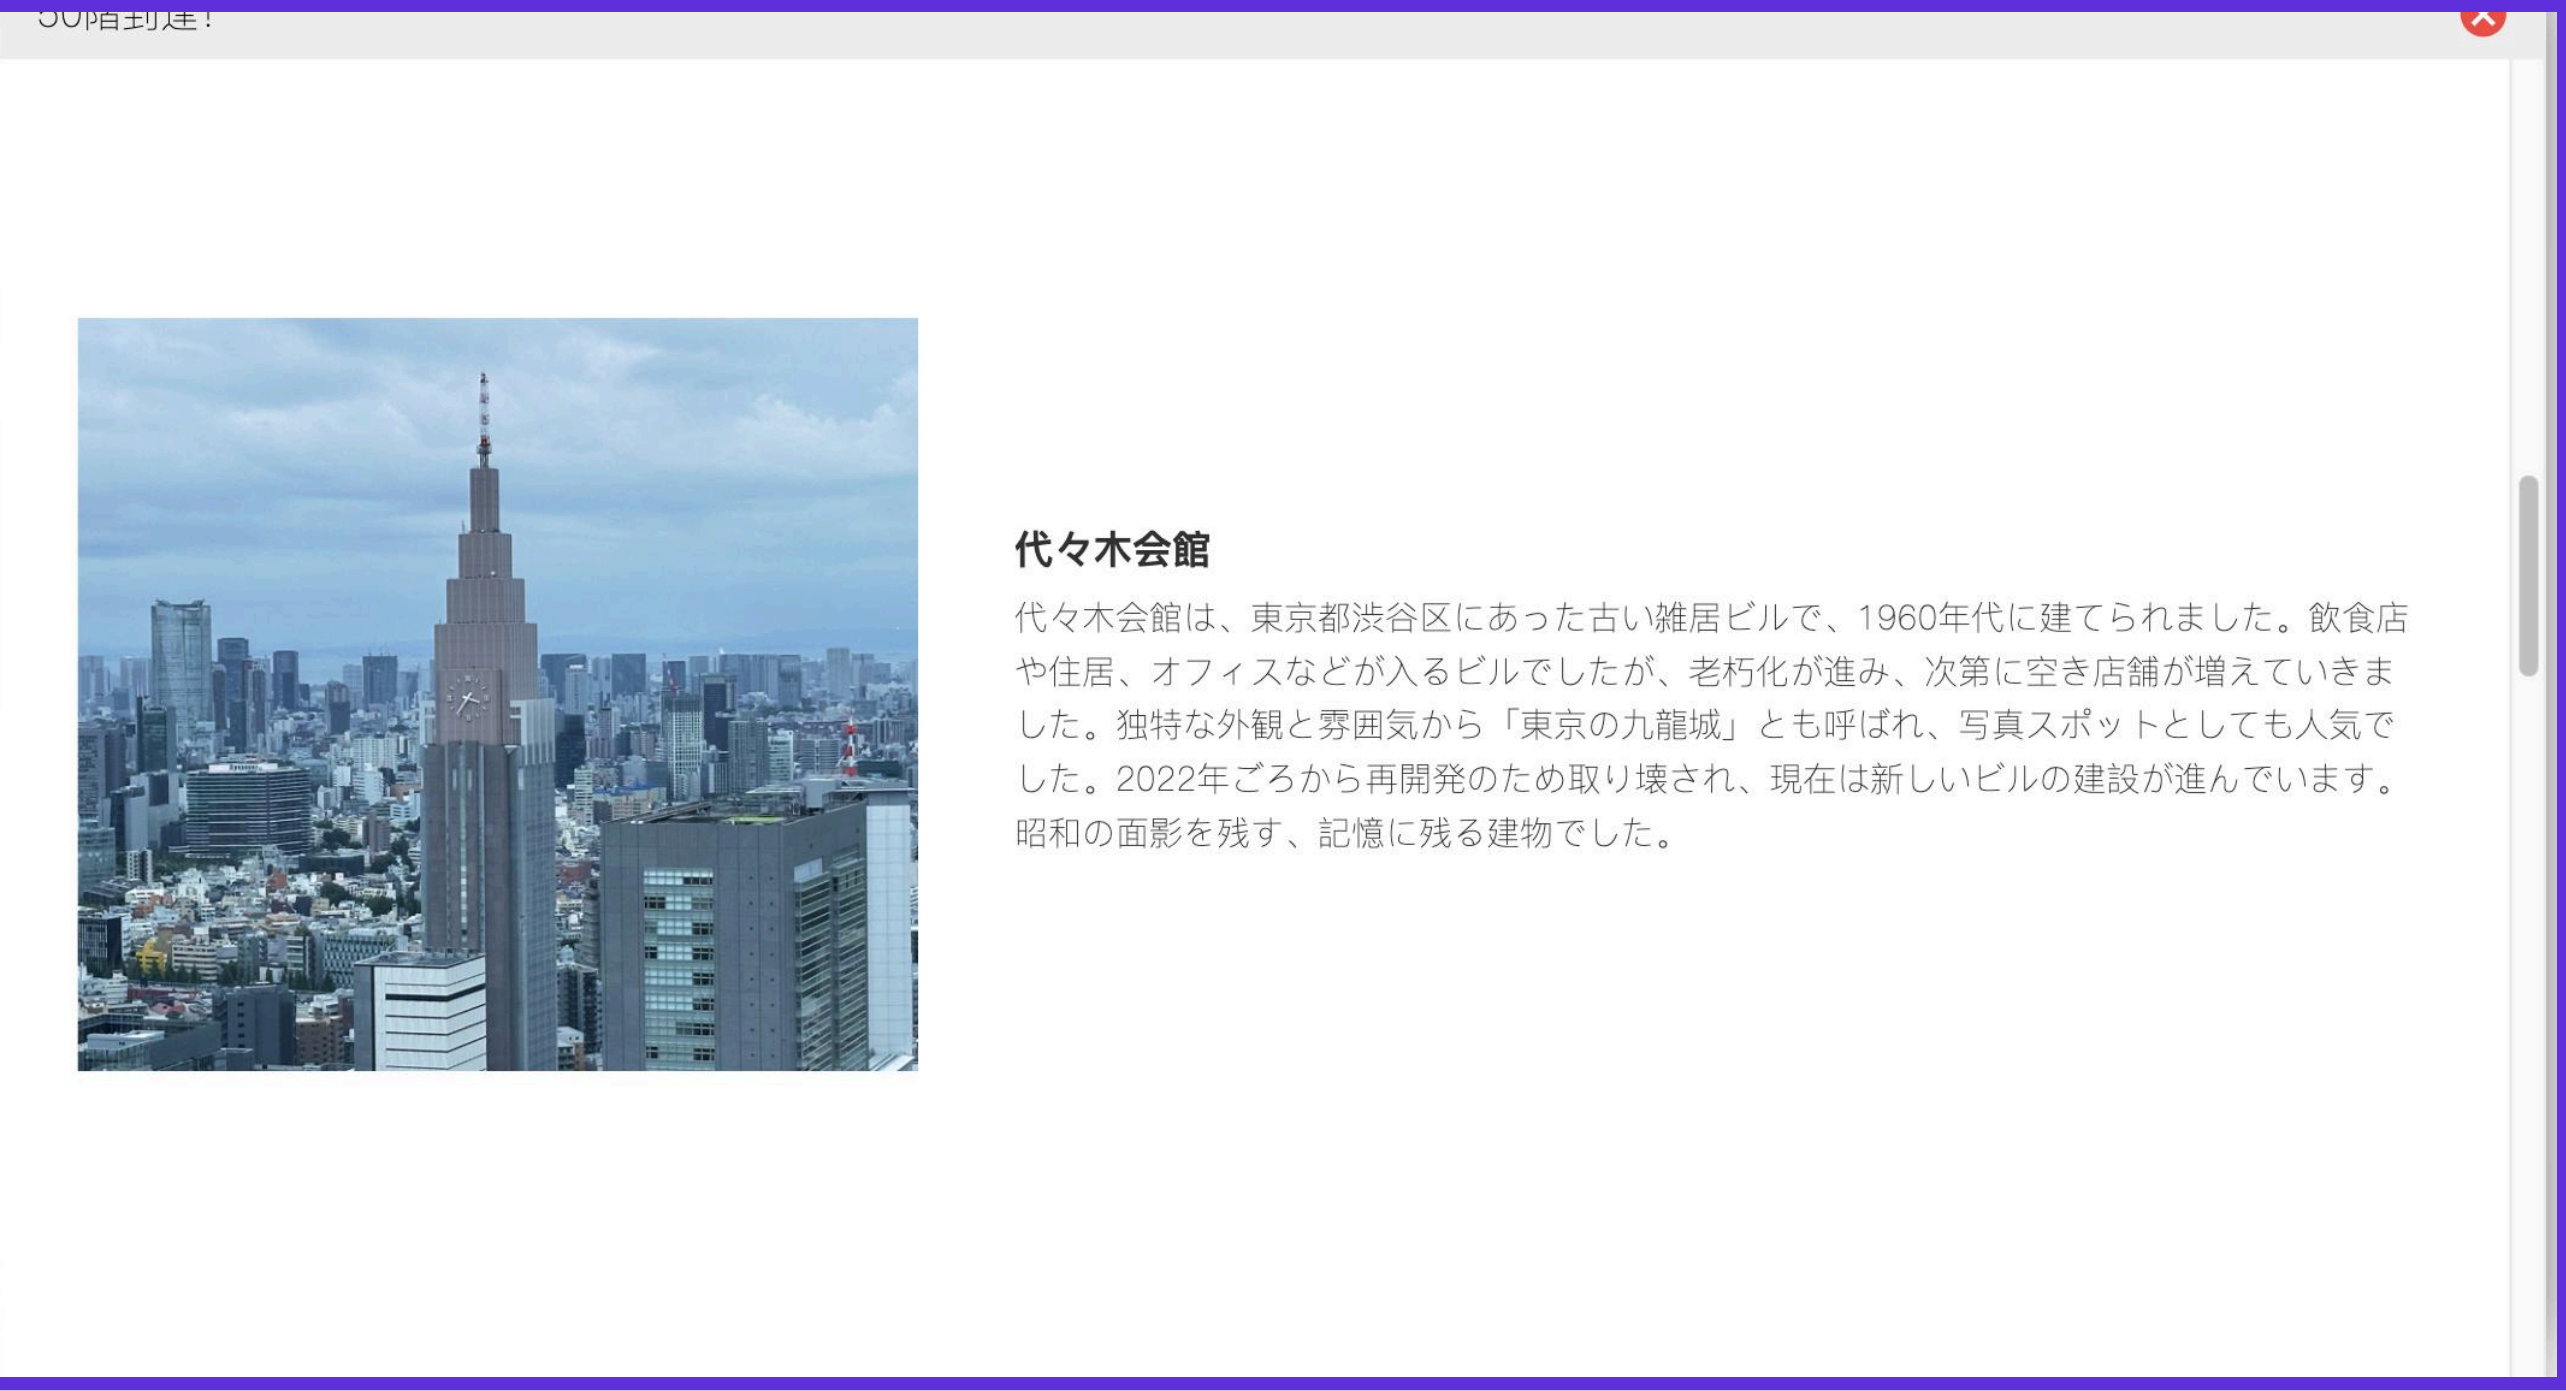 50階到達!
代々木会館
代々木会館は、東京都渋谷区にあった古い雑居ビルで、1960年代に建てられました。飲食店
や住居、オフィスなどが入るビルでしたが、老朽化が進み、次第に空き店舗が増えていきま
した。独特な外観と雰囲気から「東京の九龍城」とも呼ばれ、写真スポットとしても人気で
した。2022年ごろから再開発のため取り壊され、現在は新しいビルの建設が進んでいます。
昭和の面影を残す、記憶に残る建物でした。